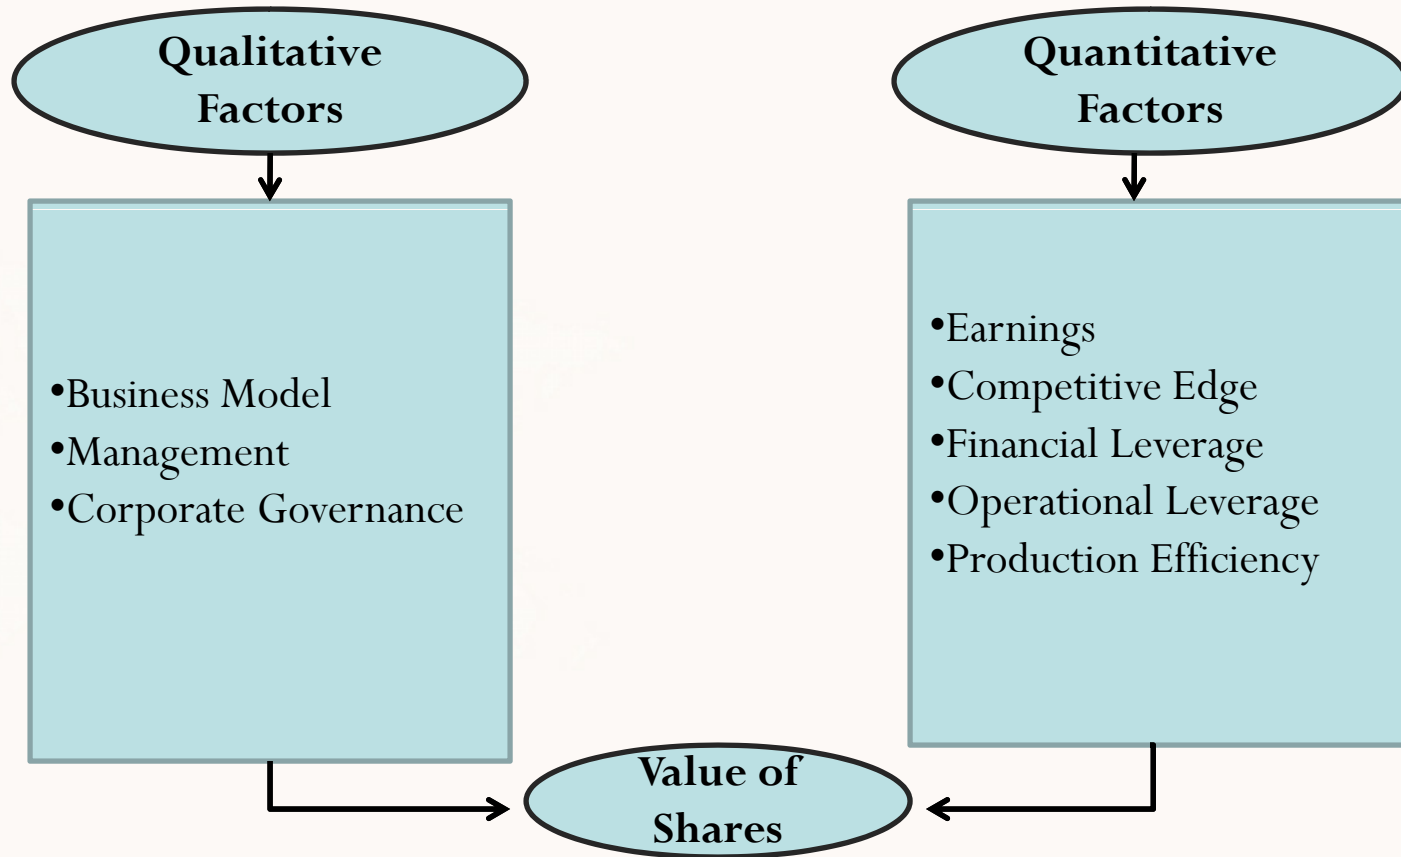 Qualitative
Factors
•Business Model
•Management
•Corporate Governance
Quantitative
Factors
•Earnings
•Competitive Edge
•Financial Leverage
•Operational Leverage
•Production Efficiency
Value of
Shares